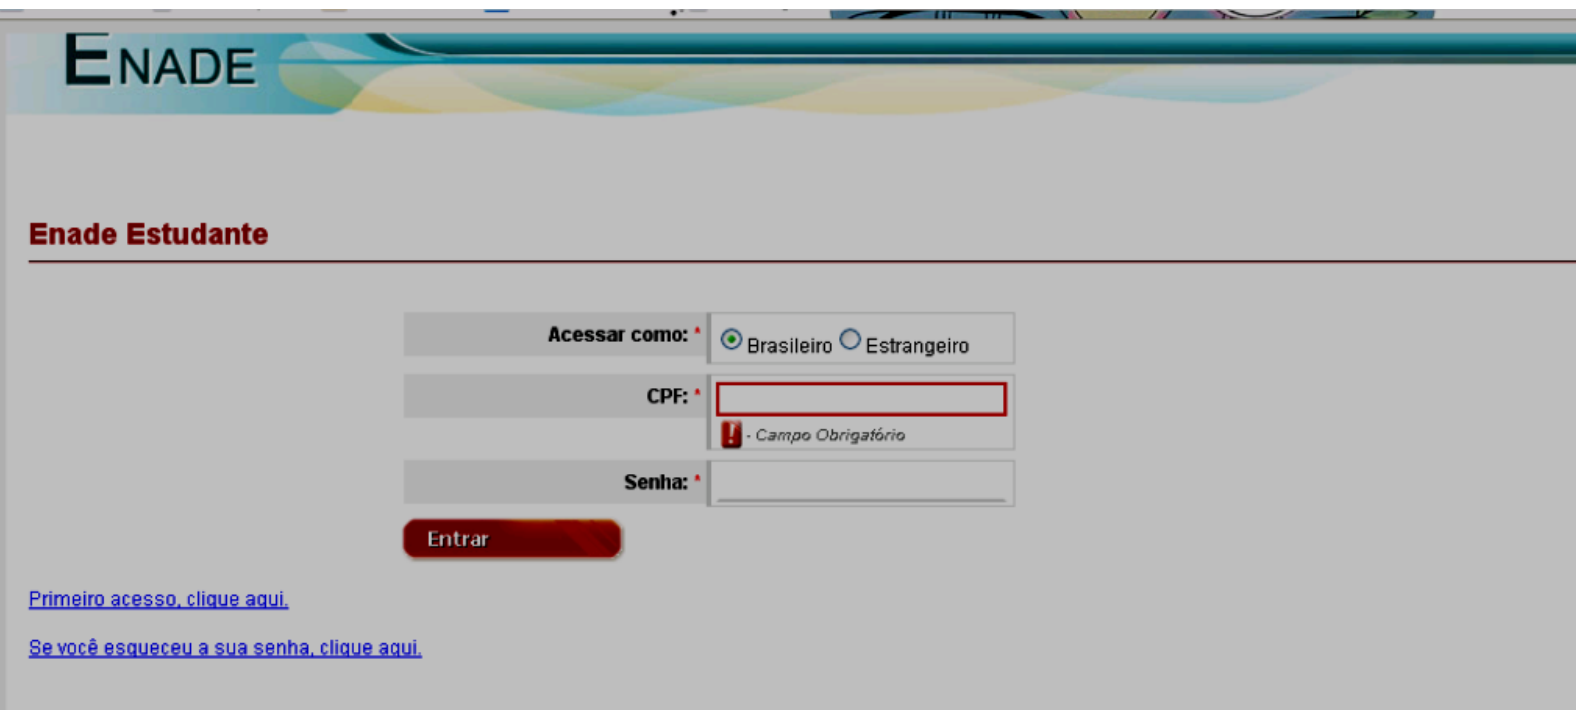 ENADE
Enade Estudante
Acessar como: * Brasileiro Estrangeiro
CPF: *
! - Campo Obrigatório
Senha: *
Entrar
Primeiro acesso, clique aqui.
Se você esqueceu a sua senha, clique aqui.